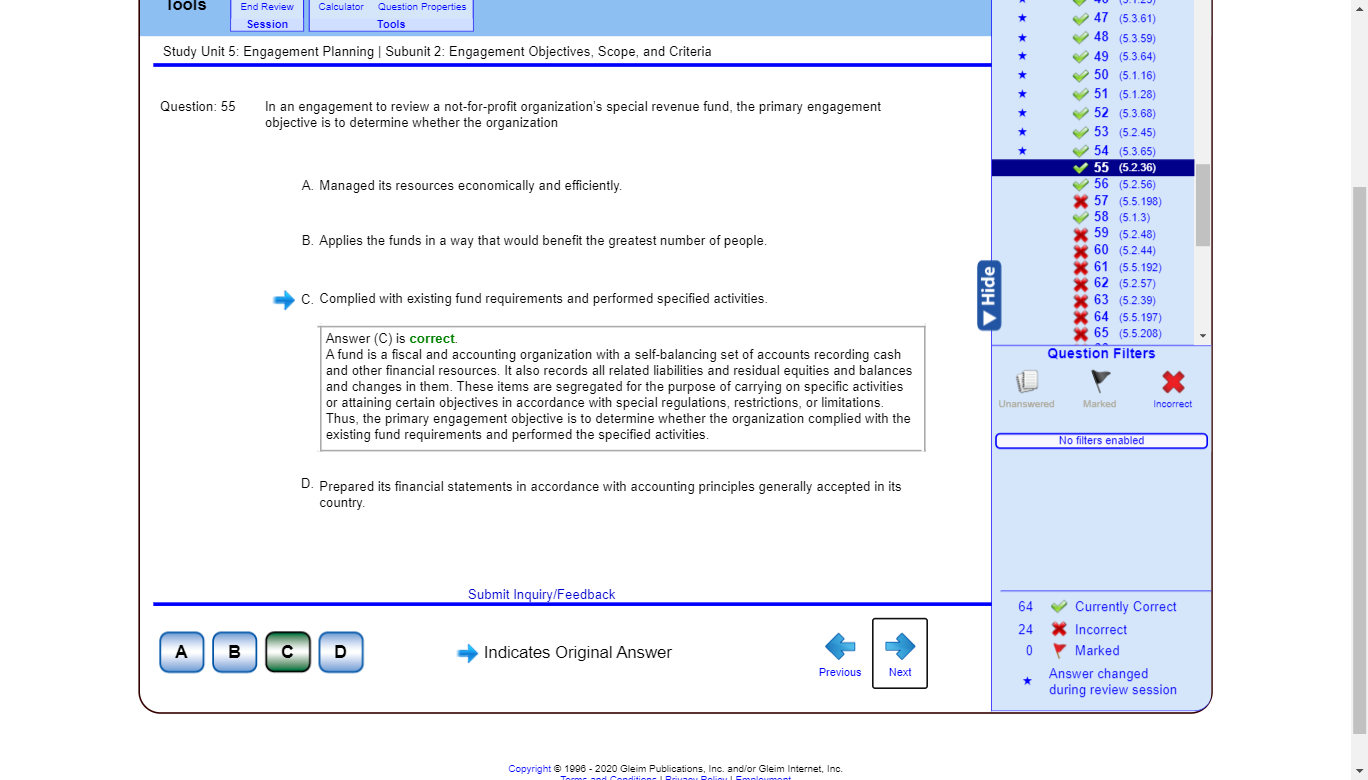 Tools
End Review
Session
Calculator Question Properties
Tools
Study Unit 5: Engagement Planning | Subunit 2: Engagement Objectives, Scope, and Criteria
Question: 55
In an engagement to review a not-for-profit organization's special revenue fund, the primary engagement
objective is to determine whether the organization
A. Managed its resources economically and efficiently.
B. Applies the funds in a way that would benefit the greatest number of people.
C. Complied with existing fund requirements and performed specified activities.
Answer (C) is correct.
A fund is a fiscal and accounting organization with a self-balancing set of accounts recording cash
and other financial resources. It also records all related liabilities and residual equities and balances
and changes in them. These items are segregated for the purpose of carrying on specific activities
or attaining certain objectives in accordance with special regulations, restrictions, or limitations.
Thus, the primary engagement objective is to determine whether the organization complied with the
existing fund requirements and performed the specified activities.
D. Prepared its financial statements in accordance with accounting principles generally accepted in its
country.
Submit Inquiry/Feedback
A B C D
Indicates Original Answer
Previous
Next
47 (5.3.61)
48 (5.3.59)
49 (5.3.64)
50 (5.1.16)
51 (5.1.28)
52 (5.3.68)
53 (5.2.45)
54 (5.3.65)
55 (5.2.36)
56 (5.2.56)
57 (5.5.198)
58 (5.1.3)
59 (5.2.48)
60 (5.2.44)
61 (5.5.192)
62 (5.2.57)
63 (5.2.39)
64 (5.5.197)
65 (5.5.208)
Hide
Question Filters
Unanswered Marked Incorrect
No filters enabled
64 Currently Correct
24 Incorrect
0 Marked
Answer changed
during review session
Copyright © 1996 - 2020 Gleim Publications, Inc. and/or Gleim Internet, Inc.
Terms and Conditions | Privacy Policy | Employment